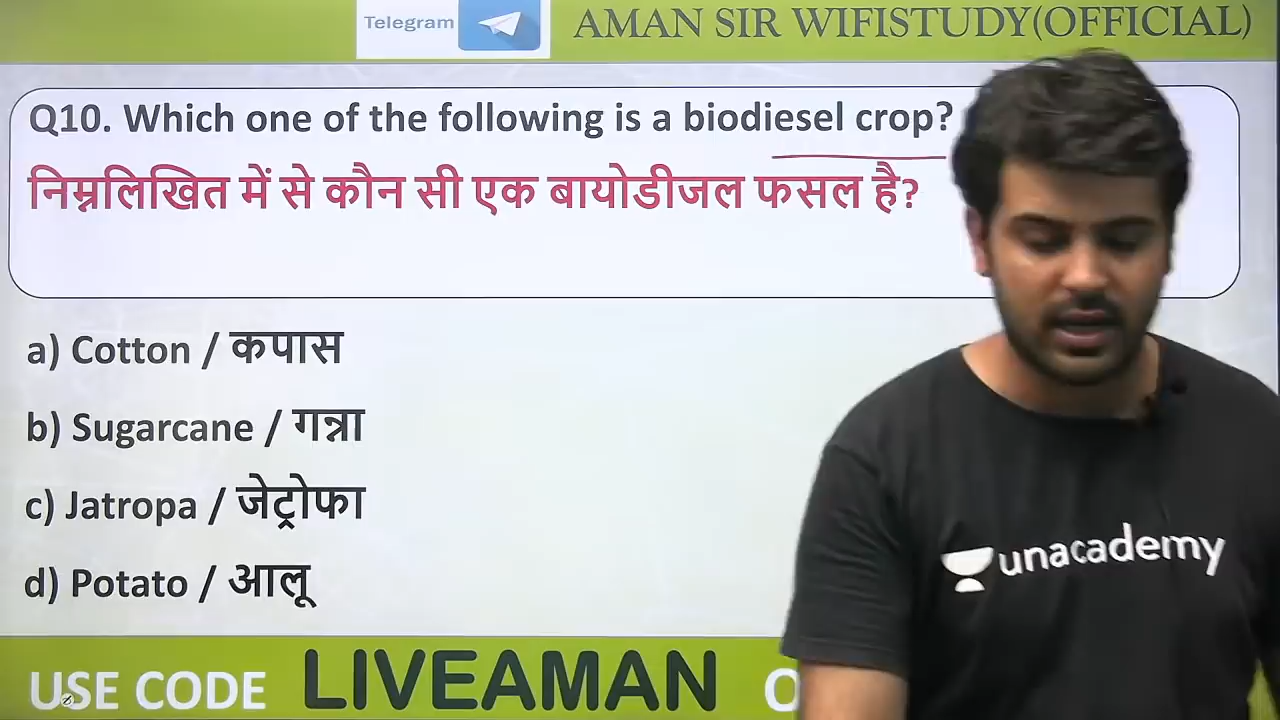 Telegram
AMAN SIR WIFISTUDY(OFFICIAL)
Q10. Which one of the following is a biodiesel crop?
निम्नलिखित में से कौन सी एक बायोडीजल फसल है?
a) Cotton / कपास
b) Sugarcane / गन्ना
c) Jatropa / जेट्रोफा
d) Potato / आलू
unacademy
USE CODE LIVEAMAN